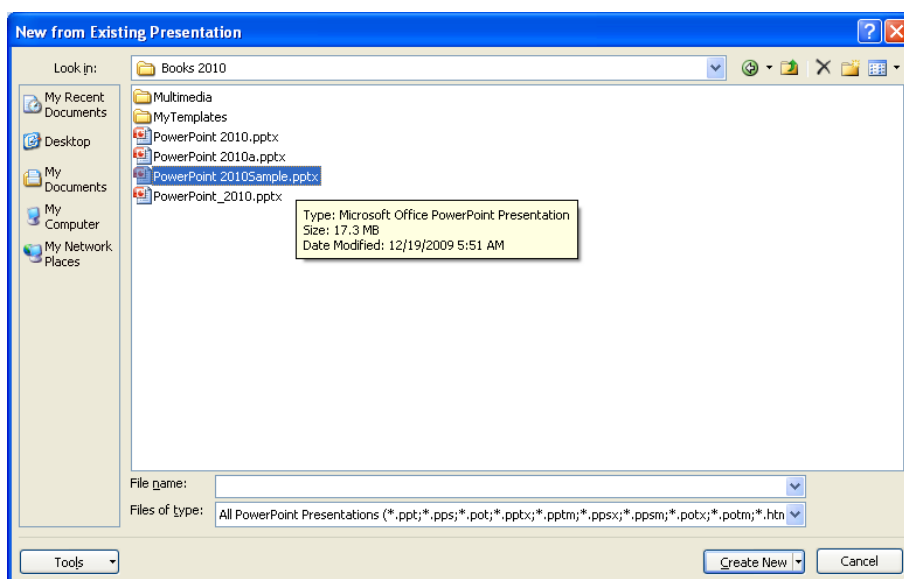 New from Existing Presentation
Look in:
Books 2010
My Recent
Documents
Desktop
My
Documents
My
Computer
My Network
Places
Multimedia
MyTemplates
PowerPoint 2010.pptx
PowerPoint 2010a.pptx
PowerPoint 2010Sample.pptx
PowerPoint_2010.pptx
Type: Microsoft Office PowerPoint Presentation
Size: 17.3 MB
Date Modified: 12/19/2009 5:51 AM
File name:
Files of type:
All PowerPoint Presentations (*.ppt;*.pps;*.pot;*.pptx;*.pptm;*.ppsx;*.ppsm;*.potx;*.potm;*.htn
Tools
Create New
Cancel